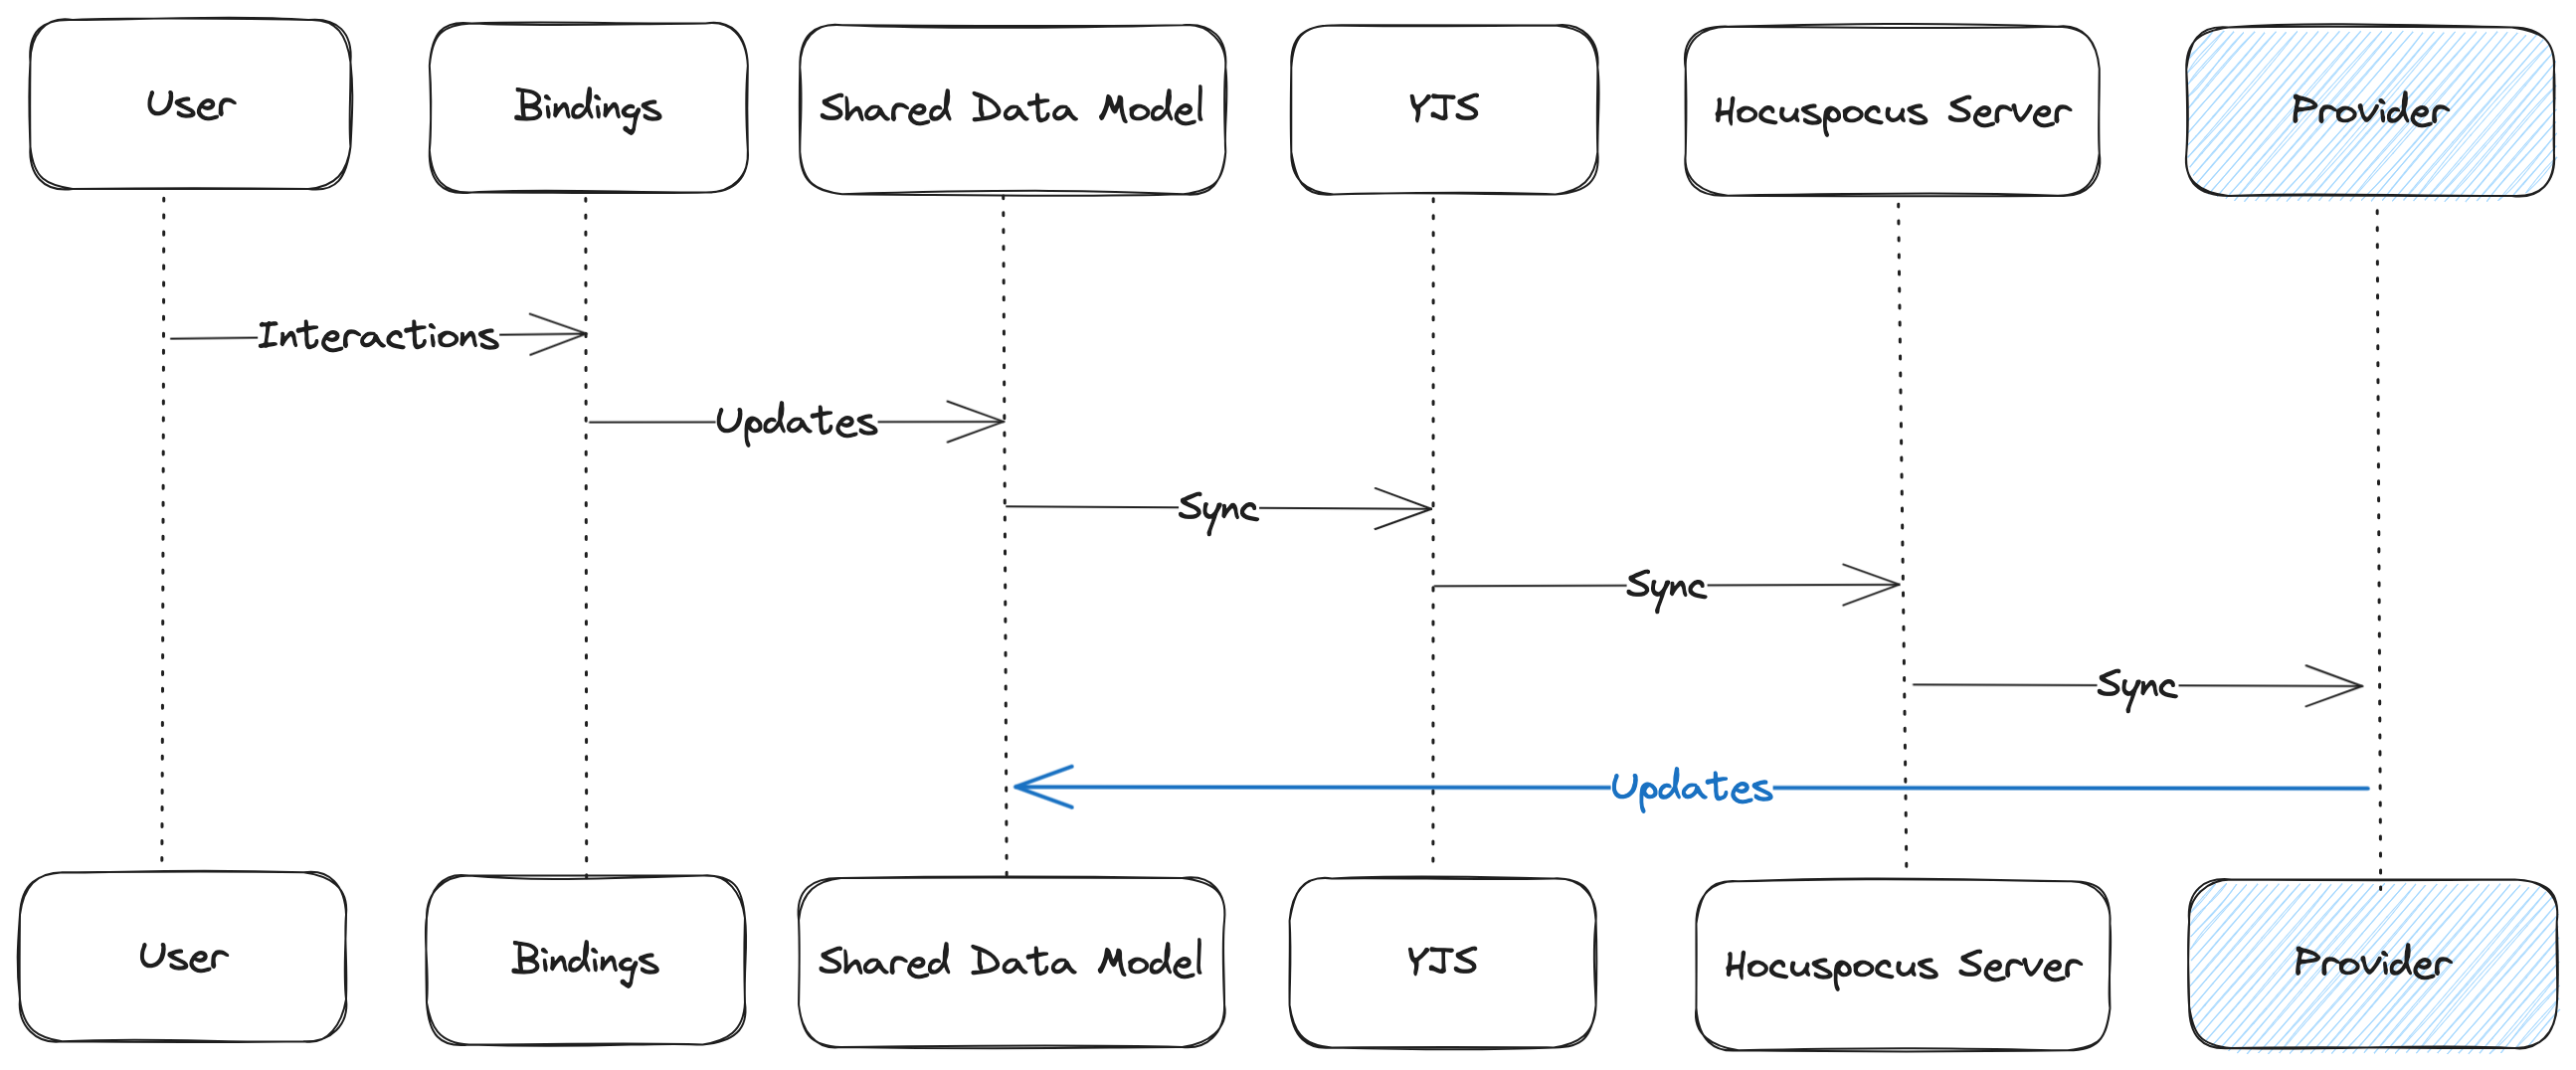 User
Bindings
Shared Data Model
YJS
Hocuspocus Server
Provider
Interactions
Updates
Sync
Sync
Sync
Updates
User
Bindings
Shared Data Model
YJS
Hocuspocus Server
Provider